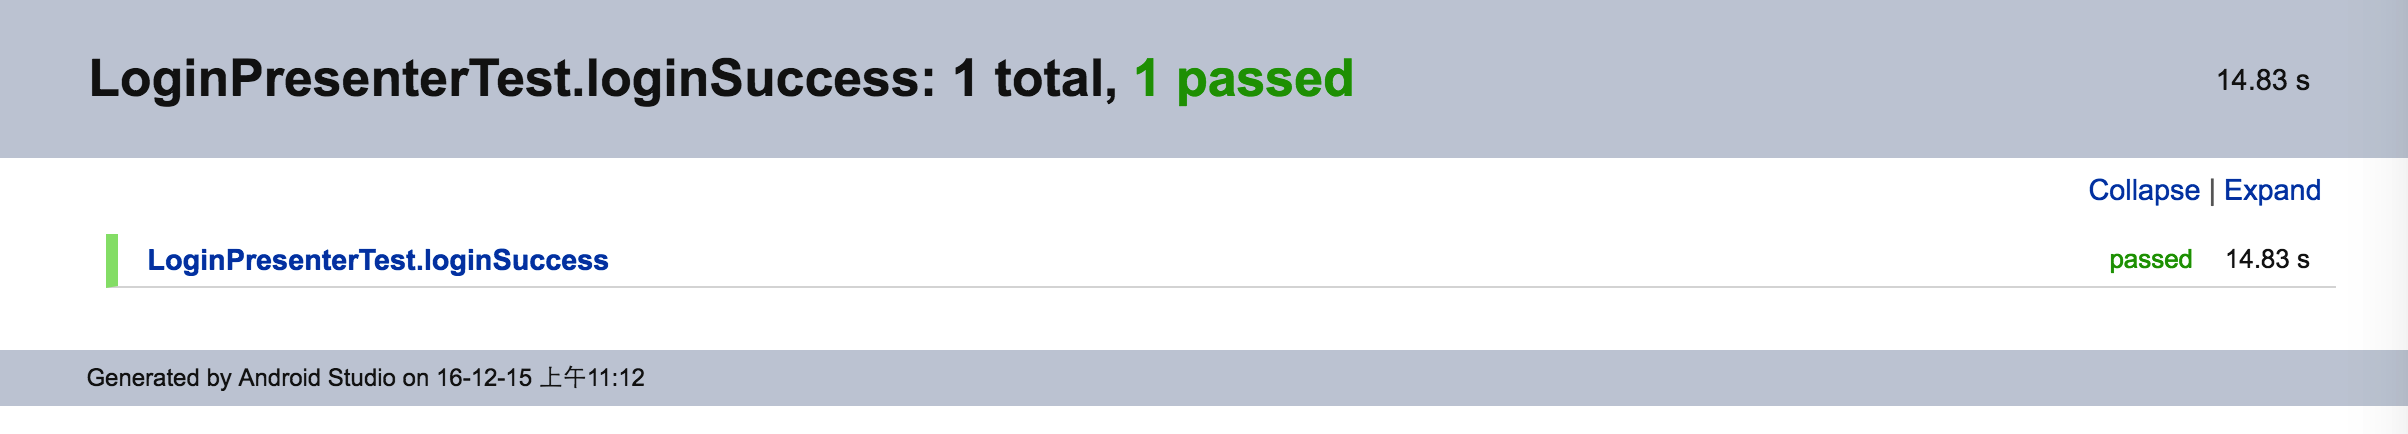 LoginPresenterTest.loginSuccess: 1 total, 1 passed 14.83 s
Collapse | Expand
LoginPresenterTest.loginSuccess passed 14.83 s
Generated by Android Studio on 16-12-15 上午11:12